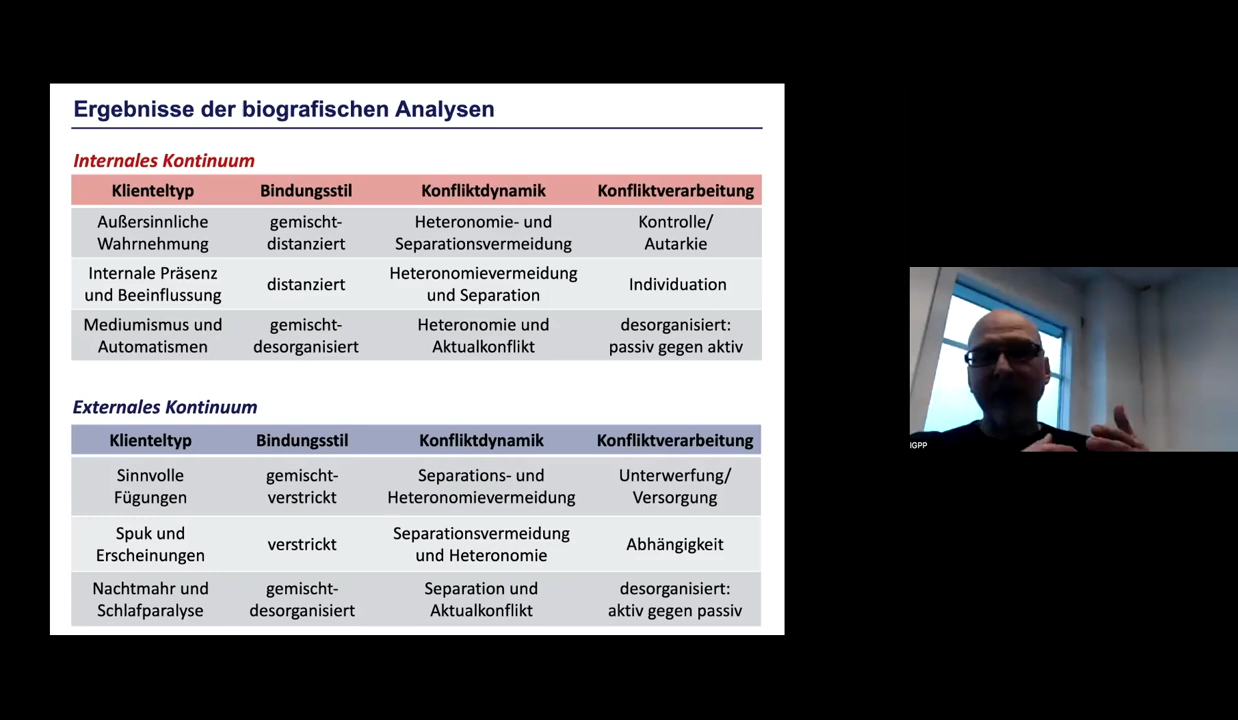 Ergebnisse der biografischen Analysen
Internales Kontinuum
Klienteltyp Bindungsstil Konfliktdynamik Konfliktverarbeitung
Außersinnliche Wahrnehmung gemischt-distanziert Heteronomie- und Separationsvermeidung Kontrolle/ Autarkie
Internale Präsenz und Beeinflussung distanziert Heteronomievermeidung und Separation Individuation
Mediumismus und Automatismen gemischt-desorganisiert Heteronomie und Aktualkonflikt desorganisiert: passiv gegen aktiv
Externales Kontinuum
Klienteltyp Bindungsstil Konfliktdynamik Konfliktverarbeitung
Sinnvolle Fügungen gemischt-verstrickt Separations- und Heteronomievermeidung Unterwerfung/ Versorgung
Spuk und Erscheinungen verstrickt Separationsvermeidung und Heteronomie Abhängigkeit
Nachtmahr und Schlafparalyse gemischt-desorganisiert Separation und Aktualkonflikt desorganisiert: aktiv gegen passiv
IGPP